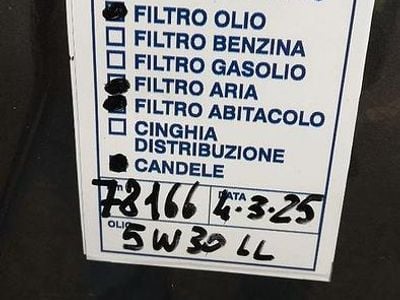 FILTRO OLIO
FILTRO BENZINA
FILTRO GASOLIO
FILTRO ARIA
FILTRO ABITACOLO
CINGHIA
DISTRIBUZIONE
CANDELE
78166 DATA 4.3.25
OLIO 5W30 LL